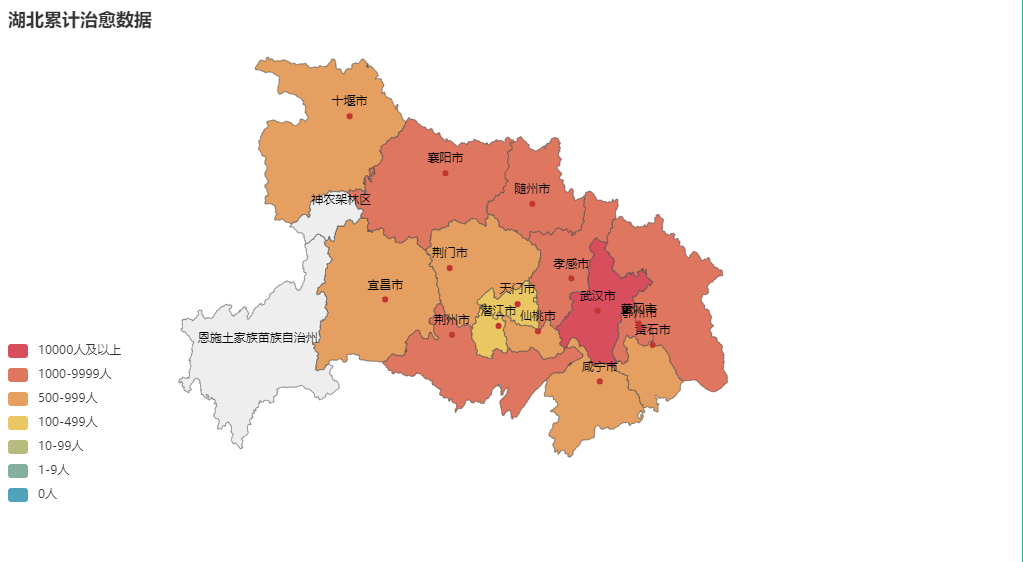 湖北累计治愈数据
十堰市
襄阳市
随州市
神农架林区
荆门市
孝感市
宜昌市
天门市
武汉市
潜江市
仙桃市
荆州市
鄂州市
黄石市
恩施土家族苗族自治州
咸宁市
10000人及以上
1000-9999人
500-999人
100-499人
10-99人
1-9人
0人